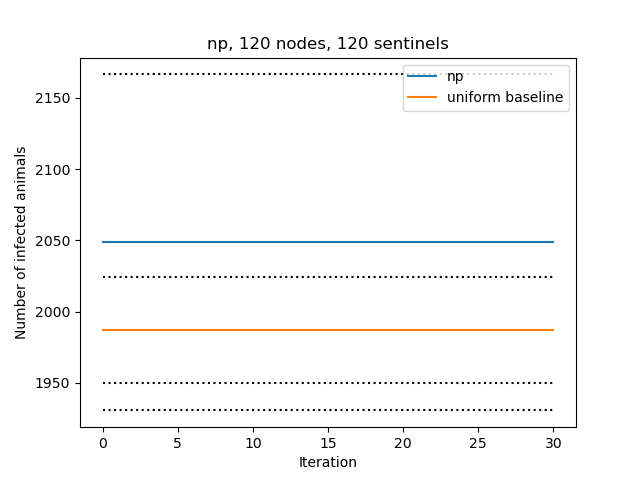 np, 120 nodes, 120 sentinels
np
uniform baseline
Number of infected animals
2150
2100
2050
2000
1950
0 5 10 15 20 25 30
Iteration